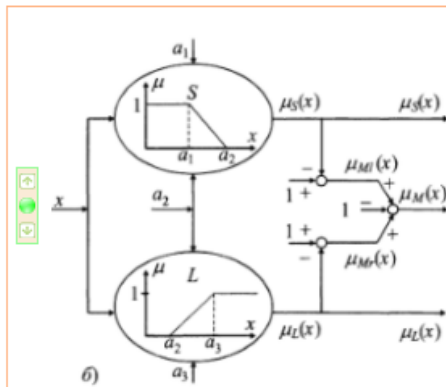 a₁
μ S
1
x
a₁ a₂
μS(x) μS(x)
μMl(x)
− +
1 +
x
a₂
1 − μM(x)
1 + +
−
μMr(x)
μ L
1
x
a₂ a₃
μL(x) μL(x)
б) a₃